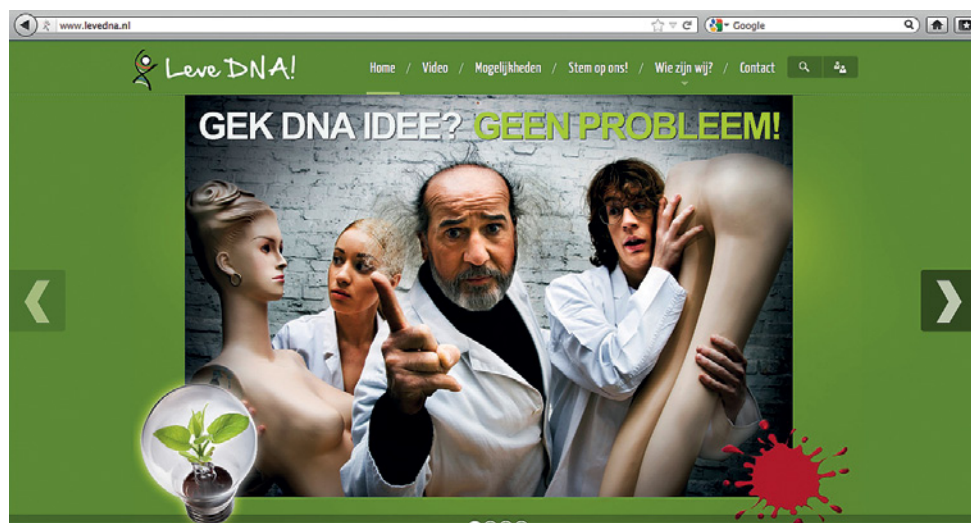 www.levedna.nl
Google
Leve DNA!
Home / Video / Mogelijkheden / Stem op ons! / Wie zijn wij? / Contact
GEK DNA IDEE? GEEN PROBLEEM!